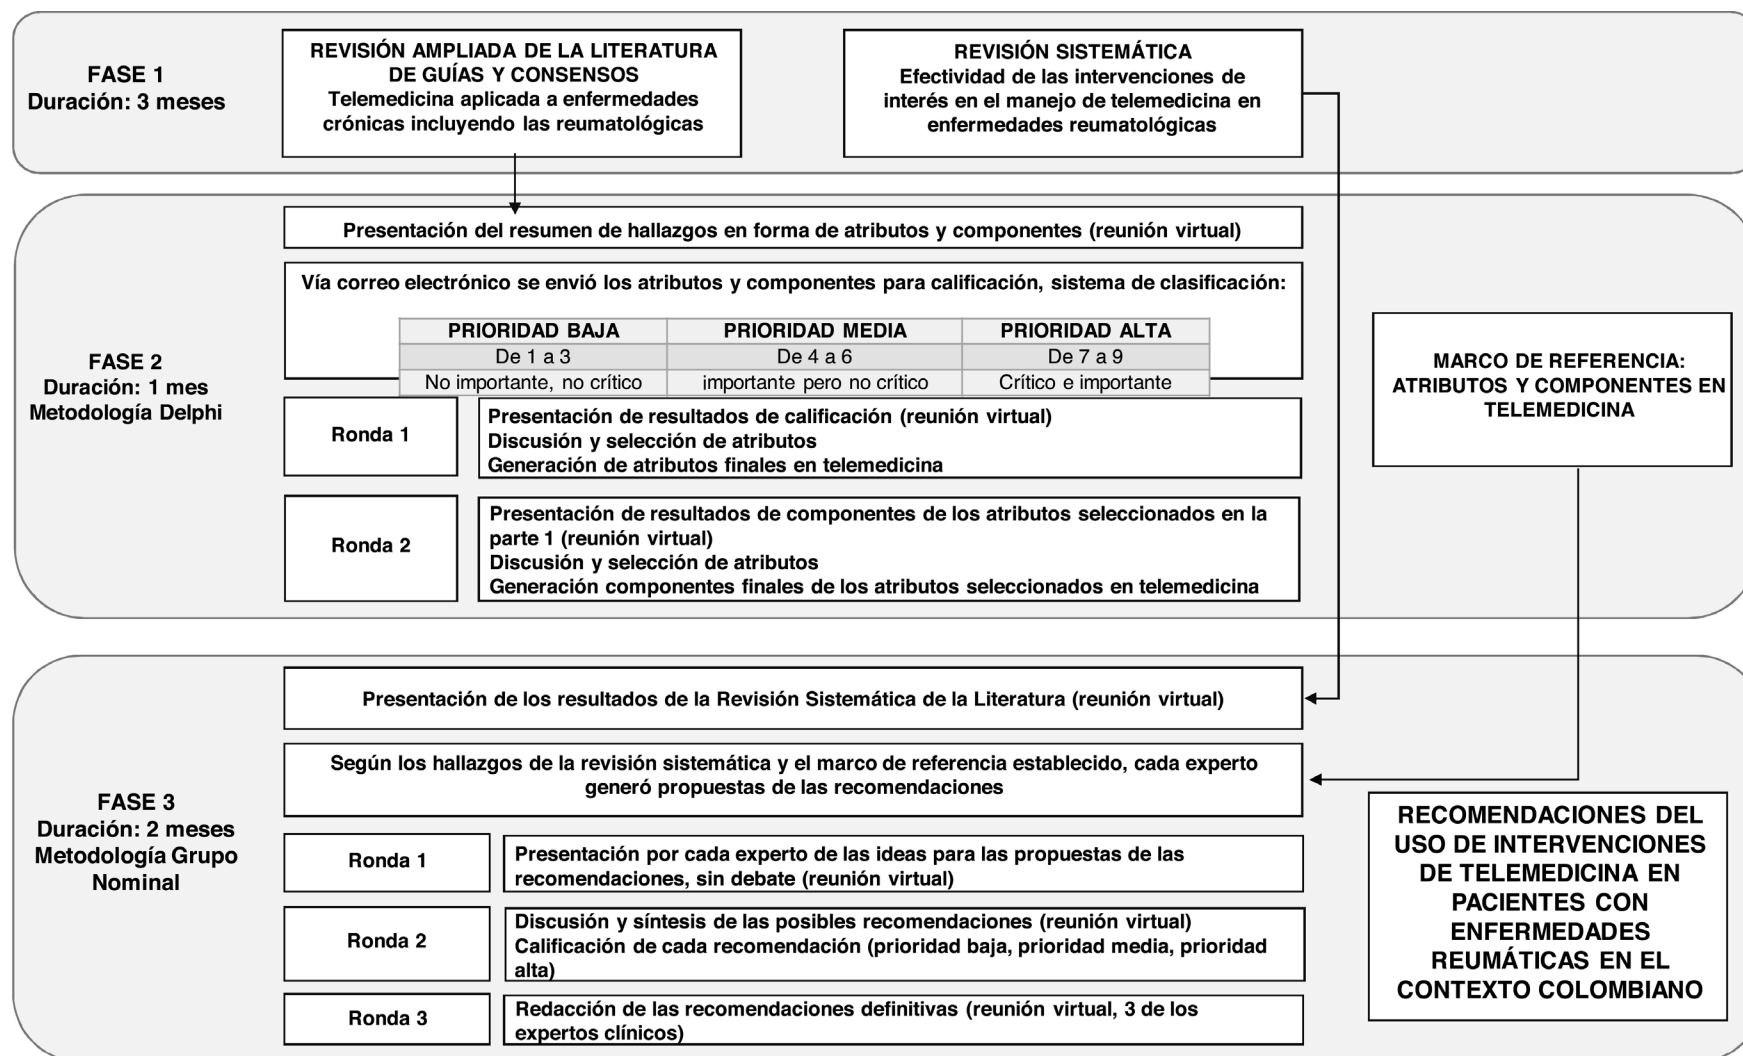 FASE 1
Duración: 3 meses
REVISIÓN AMPLIADA DE LA LITERATURA
DE GUÍAS Y CONSENSOS
Telemedicina aplicada a enfermedades
crónicas incluyendo las reumatológicas
REVISIÓN SISTEMÁTICA
Efectividad de las intervenciones de
interés en el manejo de telemedicina en
enfermedades reumatológicas
FASE 2
Duración: 1 mes
Metodología Delphi
Presentación del resumen de hallazgos en forma de atributos y componentes (reunión virtual)
Vía correo electrónico se envió los atributos y componentes para calificación, sistema de clasificación:
PRIORIDAD BAJA PRIORIDAD MEDIA PRIORIDAD ALTA
De 1 a 3 De 4 a 6 De 7 a 9
No importante, no crítico importante pero no crítico Crítico e importante
Ronda 1
Presentación de resultados de calificación (reunión virtual)
Discusión y selección de atributos
Generación de atributos finales en telemedicina
Ronda 2
Presentación de resultados de componentes de los atributos seleccionados en la
parte 1 (reunión virtual)
Discusión y selección de atributos
Generación componentes finales de los atributos seleccionados en telemedicina
MARCO DE REFERENCIA:
ATRIBUTOS Y COMPONENTES EN
TELEMEDICINA
FASE 3
Duración: 2 meses
Metodología Grupo
Nominal
Presentación de los resultados de la Revisión Sistemática de la Literatura (reunión virtual)
Según los hallazgos de la revisión sistemática y el marco de referencia establecido, cada experto
generó propuestas de las recomendaciones
Ronda 1
Presentación por cada experto de las ideas para las propuestas de las
recomendaciones, sin debate (reunión virtual)
Ronda 2
Discusión y síntesis de las posibles recomendaciones (reunión virtual)
Calificación de cada recomendación (prioridad baja, prioridad media, prioridad
alta)
Ronda 3
Redacción de las recomendaciones definitivas (reunión virtual, 3 de los
expertos clínicos)
RECOMENDACIONES DEL
USO DE INTERVENCIONES
DE TELEMEDICINA EN
PACIENTES CON
ENFERMEDADES
REUMÁTICAS EN EL
CONTEXTO COLOMBIANO